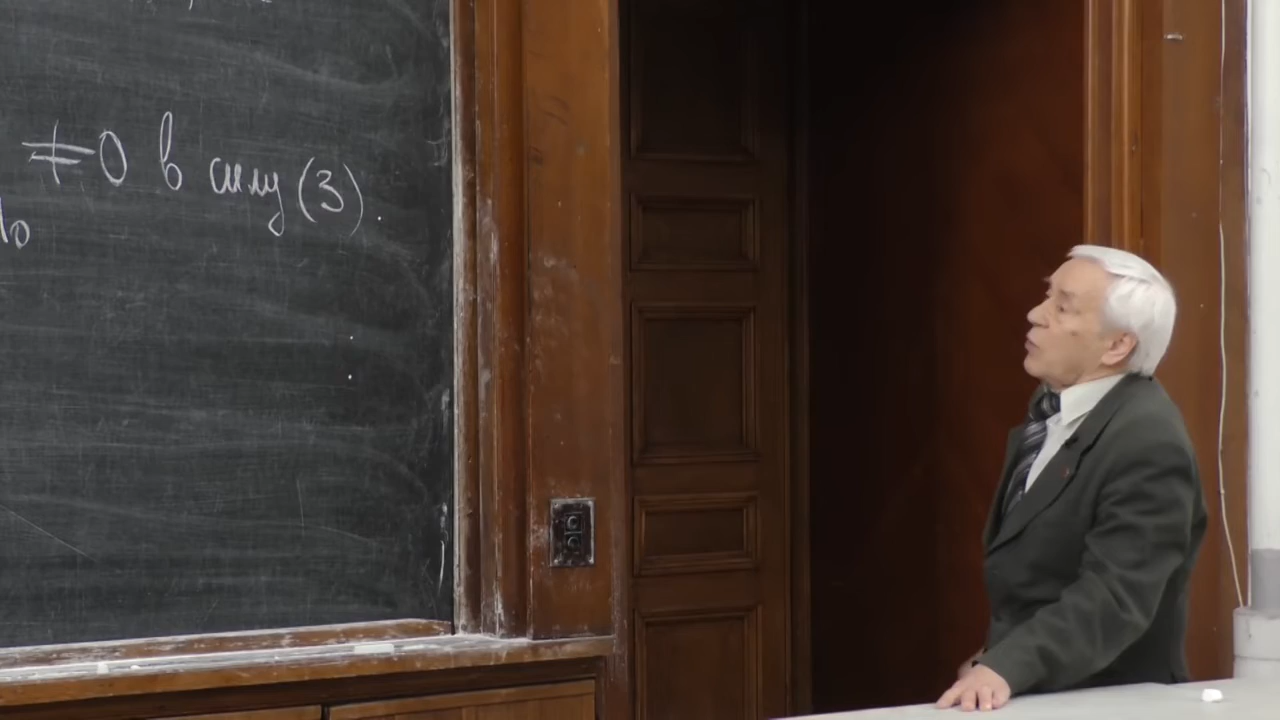 ≠0 в силу (3).